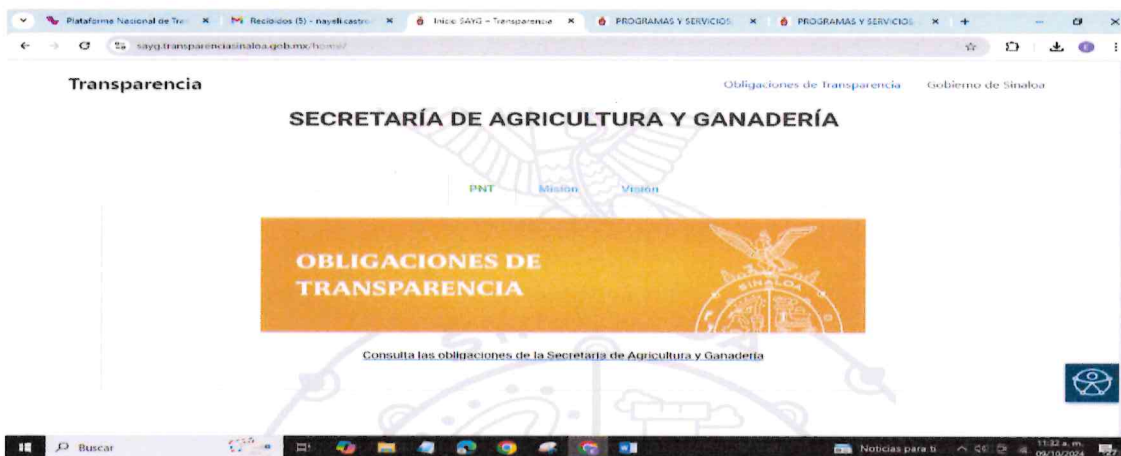 Plataforma Nacional de Tra
Recibidos (5) - nayeli.castro
Inicio SAYG – Transparencia
PROGRAMAS Y SERVICIOS
PROGRAMAS Y SERVICIOS
sayg.transparenciasinaloa.gob.mx/home/
Transparencia
Obligaciones de Transparencia
Gobierno de Sinaloa
SECRETARÍA DE AGRICULTURA Y GANADERÍA
PNT
Misión
Visión
OBLIGACIONES DE
TRANSPARENCIA
SINALOA
Consulta las obligaciones de la Secretaría de Agricultura y Ganadería
Buscar
Noticias para ti
11:32 a. m.
09/10/2024